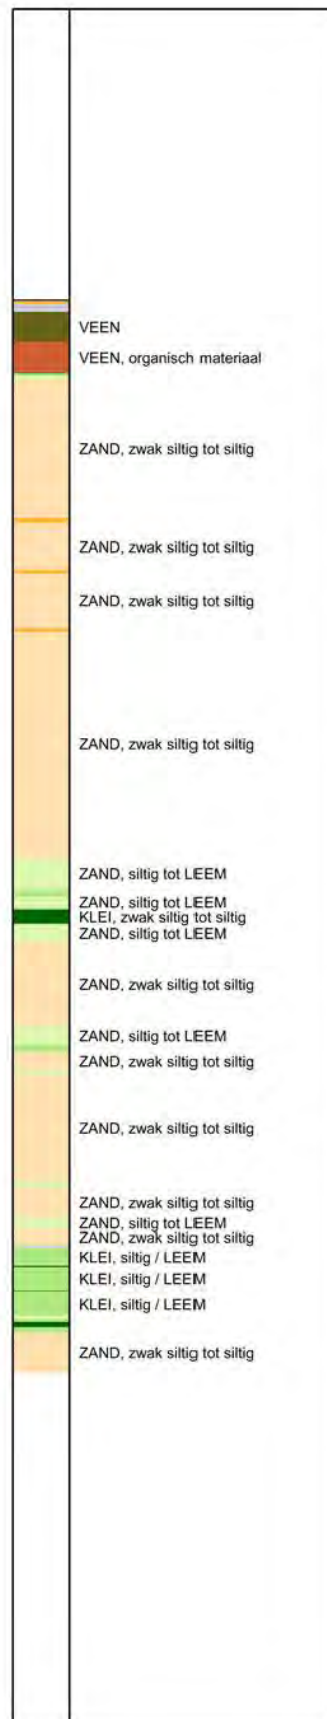 VEEN
VEEN, organisch materiaal
ZAND, zwak siltig tot siltig
ZAND, zwak siltig tot siltig
ZAND, zwak siltig tot siltig
ZAND, zwak siltig tot siltig
ZAND, siltig tot LEEM
ZAND, siltig tot LEEM
KLEI, zwak siltig tot siltig
ZAND, siltig tot LEEM
ZAND, zwak siltig tot siltig
ZAND, siltig tot LEEM
ZAND, zwak siltig tot siltig
ZAND, zwak siltig tot siltig
ZAND, zwak siltig tot siltig
ZAND, siltig tot LEEM
ZAND, zwak siltig tot siltig
KLEI, siltig / LEEM
KLEI, siltig / LEEM
KLEI, siltig / LEEM
ZAND, zwak siltig tot siltig